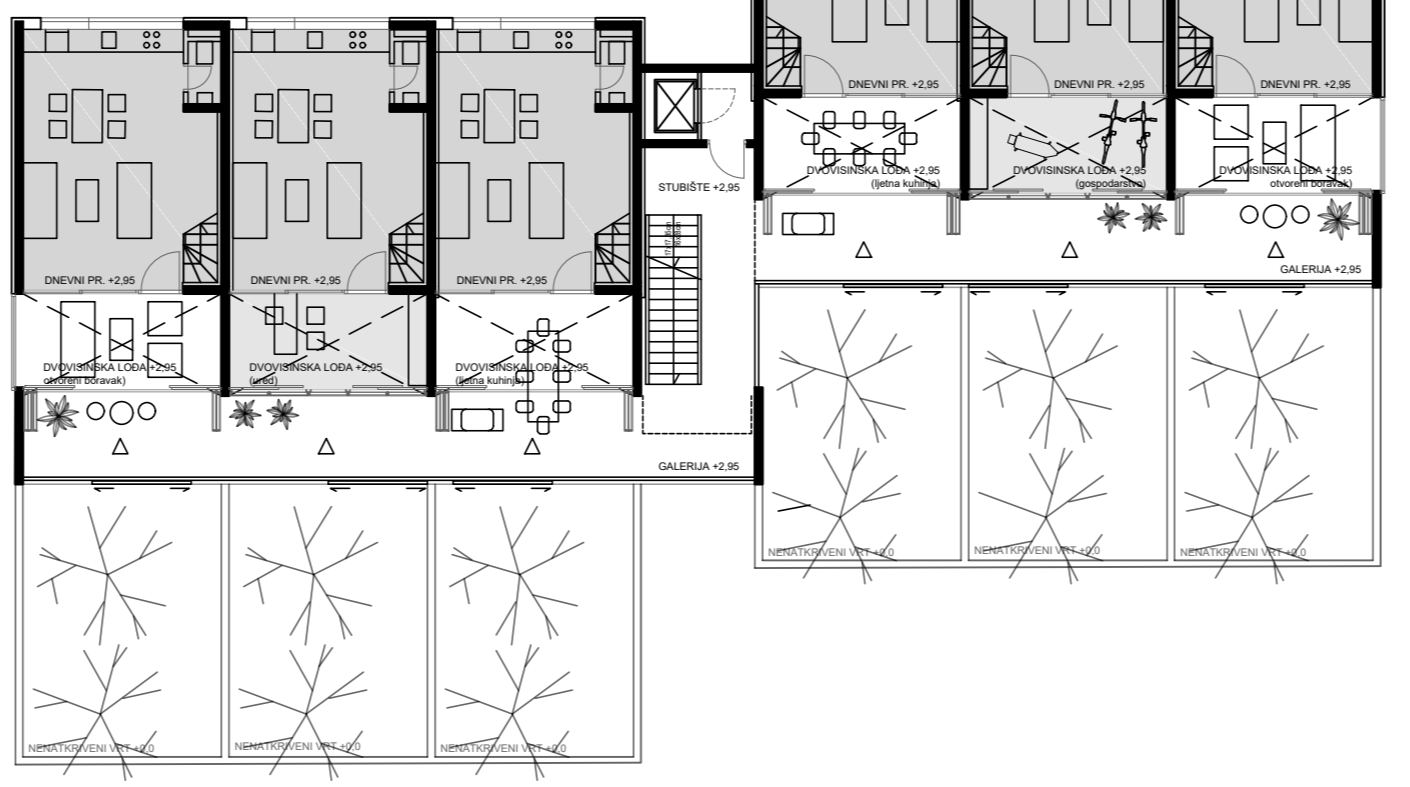 DNEVNI PR. +2,95
DNEVNI PR. +2,95
DNEVNI PR. +2,95
DVOVISINSKA LOĐA +2,95
(ljetna kuhinja)
DVOVISINSKA LOĐA +2,95
(gospodarstvo)
DVOVISINSKA LOĐA +2,95
otvoreni boravak)
STUBIŠTE +2,95
GALERIJA +2,95
DNEVNI PR. +2,95
DNEVNI PR. +2,95
DNEVNI PR. +2,95
DVOVISINSKA LOĐA +2,95
otvoreni boravak)
DVOVISINSKA LOĐA +2,95
(ured)
DVOVISINSKA LOĐA +2,95
(ljetna kuhinja)
GALERIJA +2,95
NENATKRIVENI VRT +0,0
NENATKRIVENI VRT +0,0
NENATKRIVENI VRT +0,0
NENATKRIVENI VRT +0,0
NENATKRIVENI VRT +0,0
NENATKRIVENI VRT +0,0